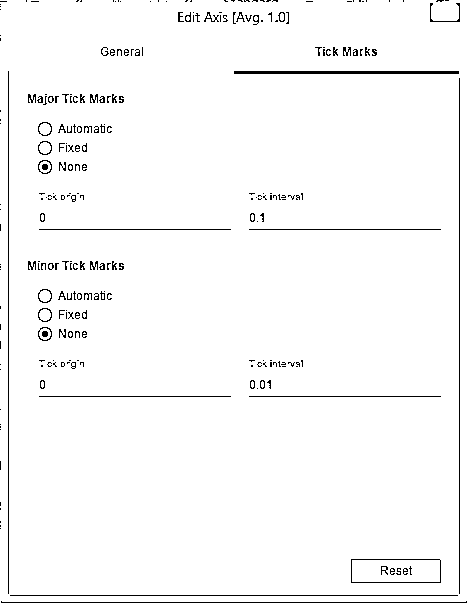 Edit Axis [Avg. 1.0]
General Tick Marks
Major Tick Marks
Automatic
Fixed
None
Tick origin Tick interval
0 0.1
Minor Tick Marks
Automatic
Fixed
None
Tick origin Tick interval
0 0.01
Reset